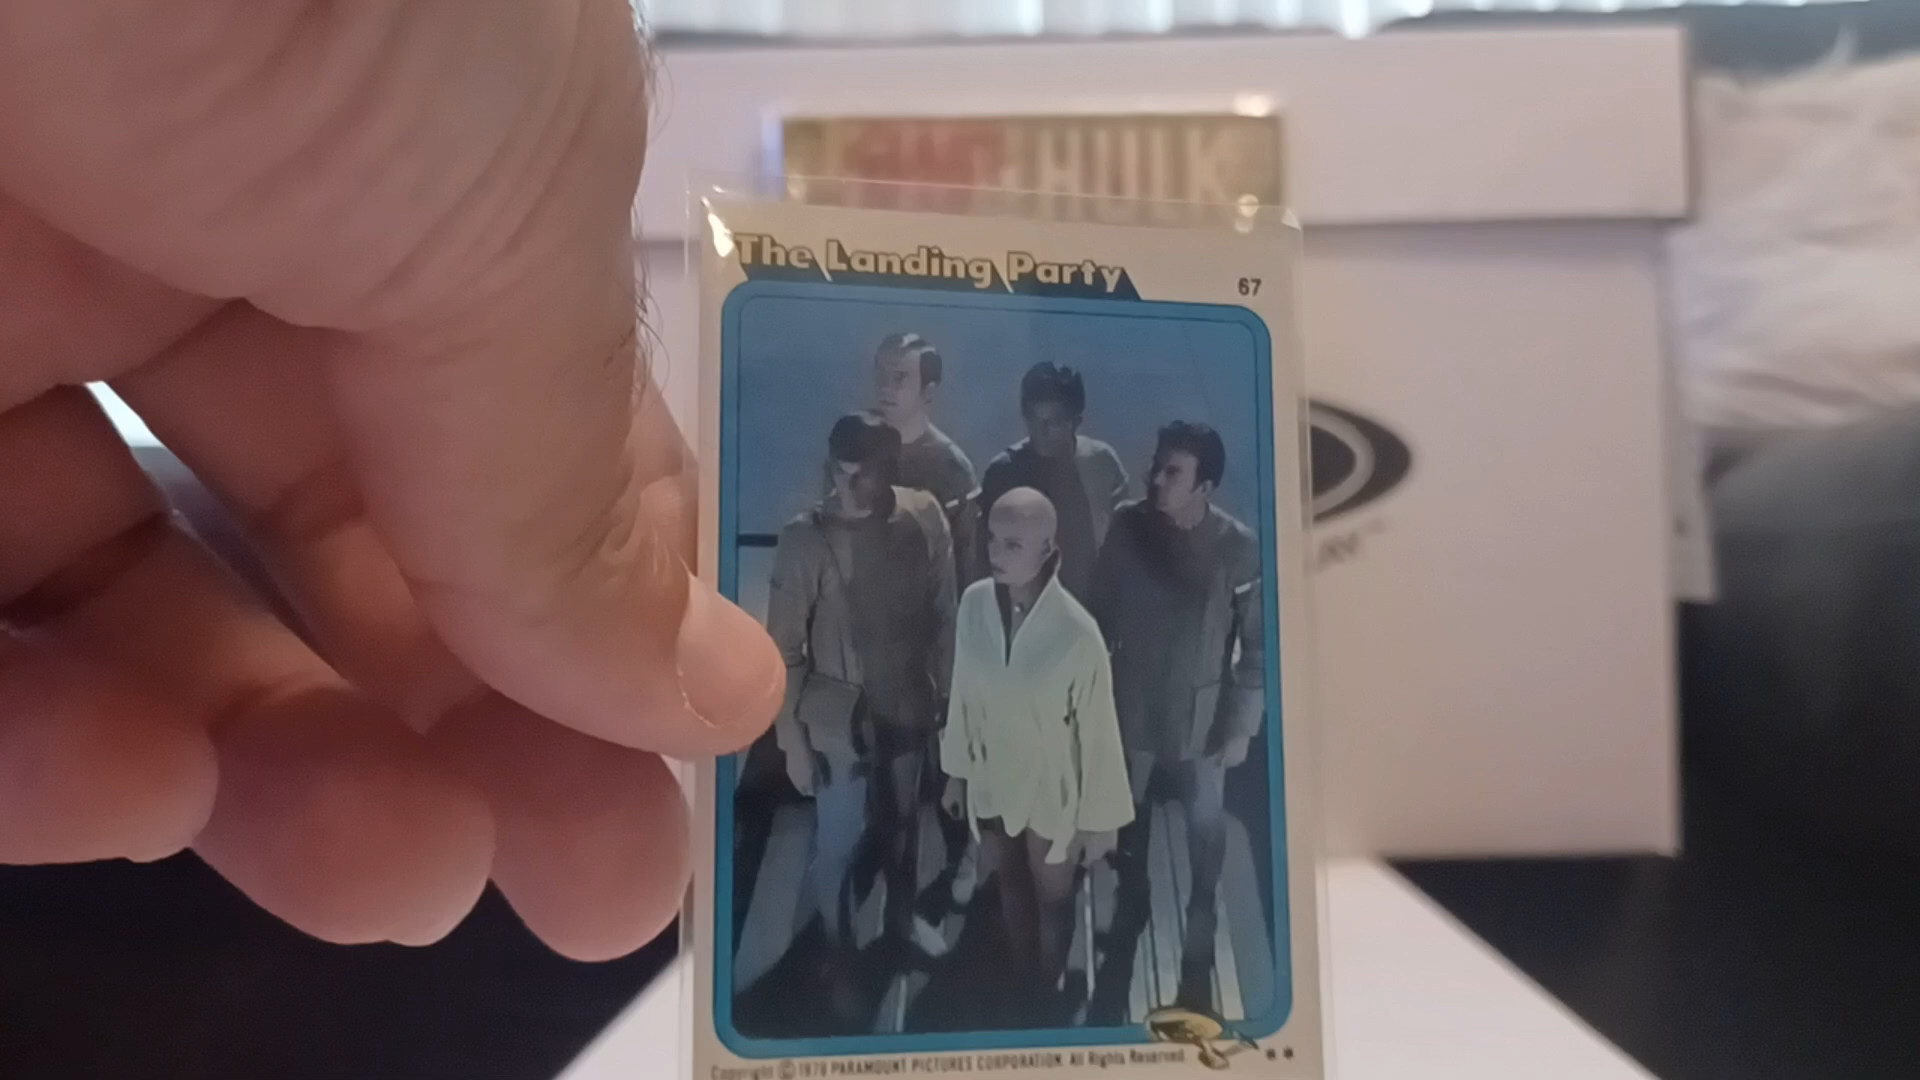 HULK
The Landing Party
67
Copyright © 1979 PARAMOUNT PICTURES CORPORATION. All Rights Reserved
**